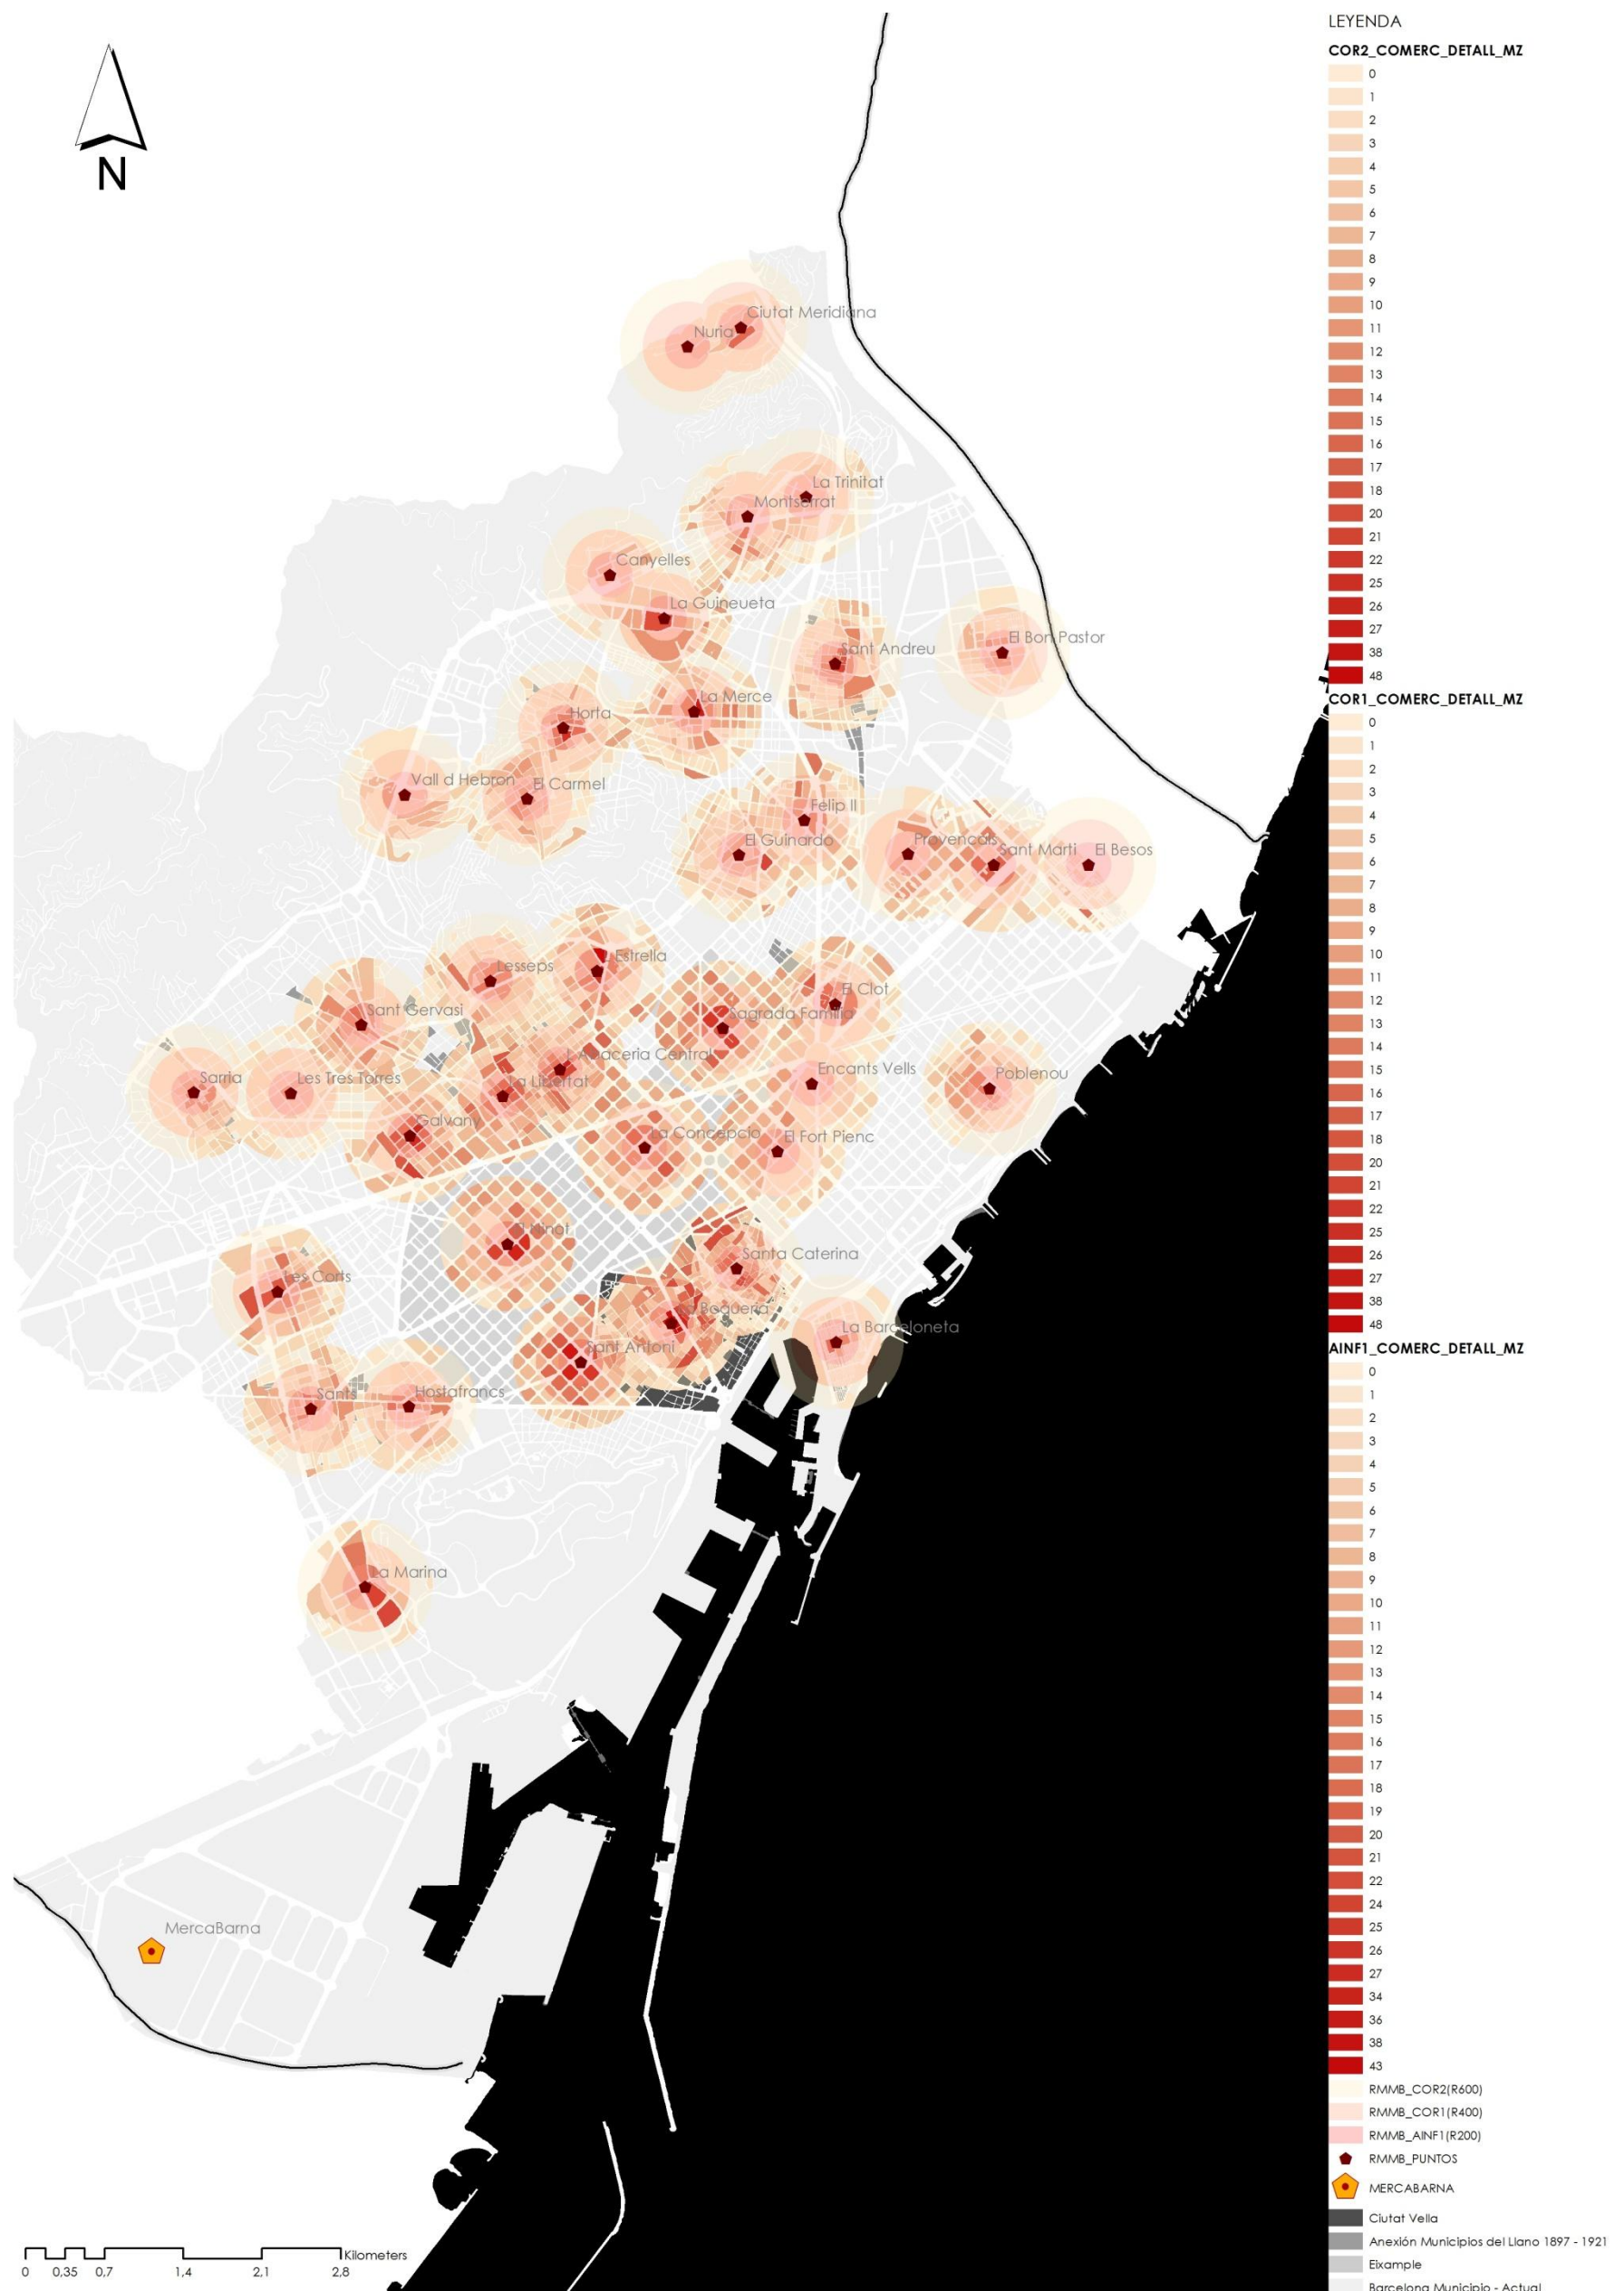 N
Ciutat Meridiana
Nuria
La Trinitat
Montserrat
Canyelles
La Guineueta
El Bon Pastor
Sant Andreu
La Merce
Horta
Vall d Hebron
El Carmel
Felip II
El Guinardo
Provencals
Sant Marti
El Besos
Estrella
Lesseps
El Clot
Sant Gervasi
Sagrada Familia
L'Abaceria Central
Encants Vells
Sarria
Les Tres Torres
La Llibertat
Poblenou
Galvany
La Concepcio
El Fort Pienc
El Ninot
Santa Caterina
Les Corts
La Boqueria
La Barceloneta
Sant Antoni
Sants
Hostafrancs
La Marina
MercaBarna
Kilometers
0 0,35 0,7 1,4 2,1 2,8
LEYENDA
COR2_COMERC_DETALL_MZ
0
1
2
3
4
5
6
7
8
9
10
11
12
13
14
15
16
17
18
20
21
22
25
26
27
38
48
COR1_COMERC_DETALL_MZ
0
1
2
3
4
5
6
7
8
9
10
11
12
13
14
15
16
17
18
20
21
22
25
26
27
38
48
AINF1_COMERC_DETALL_MZ
0
1
2
3
4
5
6
7
8
9
10
11
12
13
14
15
16
17
18
19
20
21
22
24
25
26
27
34
36
38
43
RMMB_COR2(R600)
RMMB_COR1(R400)
RMMB_AINF1(R200)
RMMB_PUNTOS
MERCABARNA
Ciutat Vella
Anexión Municipios del Llano 1897 - 1921
Eixample
Barcelona Municipio - Actual